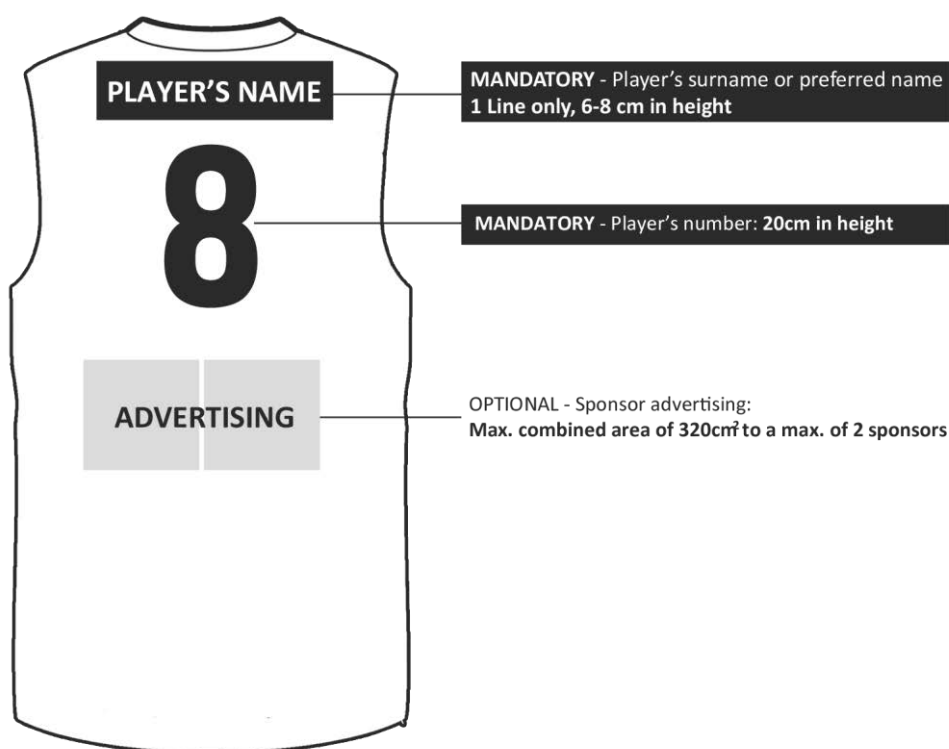 PLAYER’S NAME
MANDATORY - Player’s surname or preferred name
1 Line only, 6-8 cm in height
8
MANDATORY - Player’s number: 20cm in height
ADVERTISING
OPTIONAL - Sponsor advertising:
Max. combined area of 320cm² to a max. of 2 sponsors